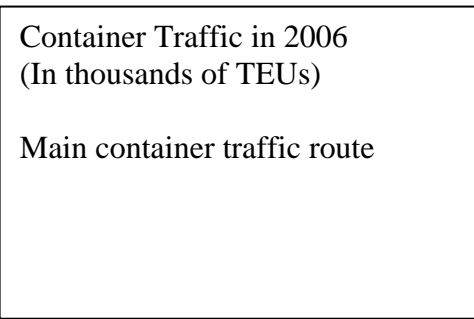 Container Traffic in 2006
(In thousands of TEUs)
Main container traffic route